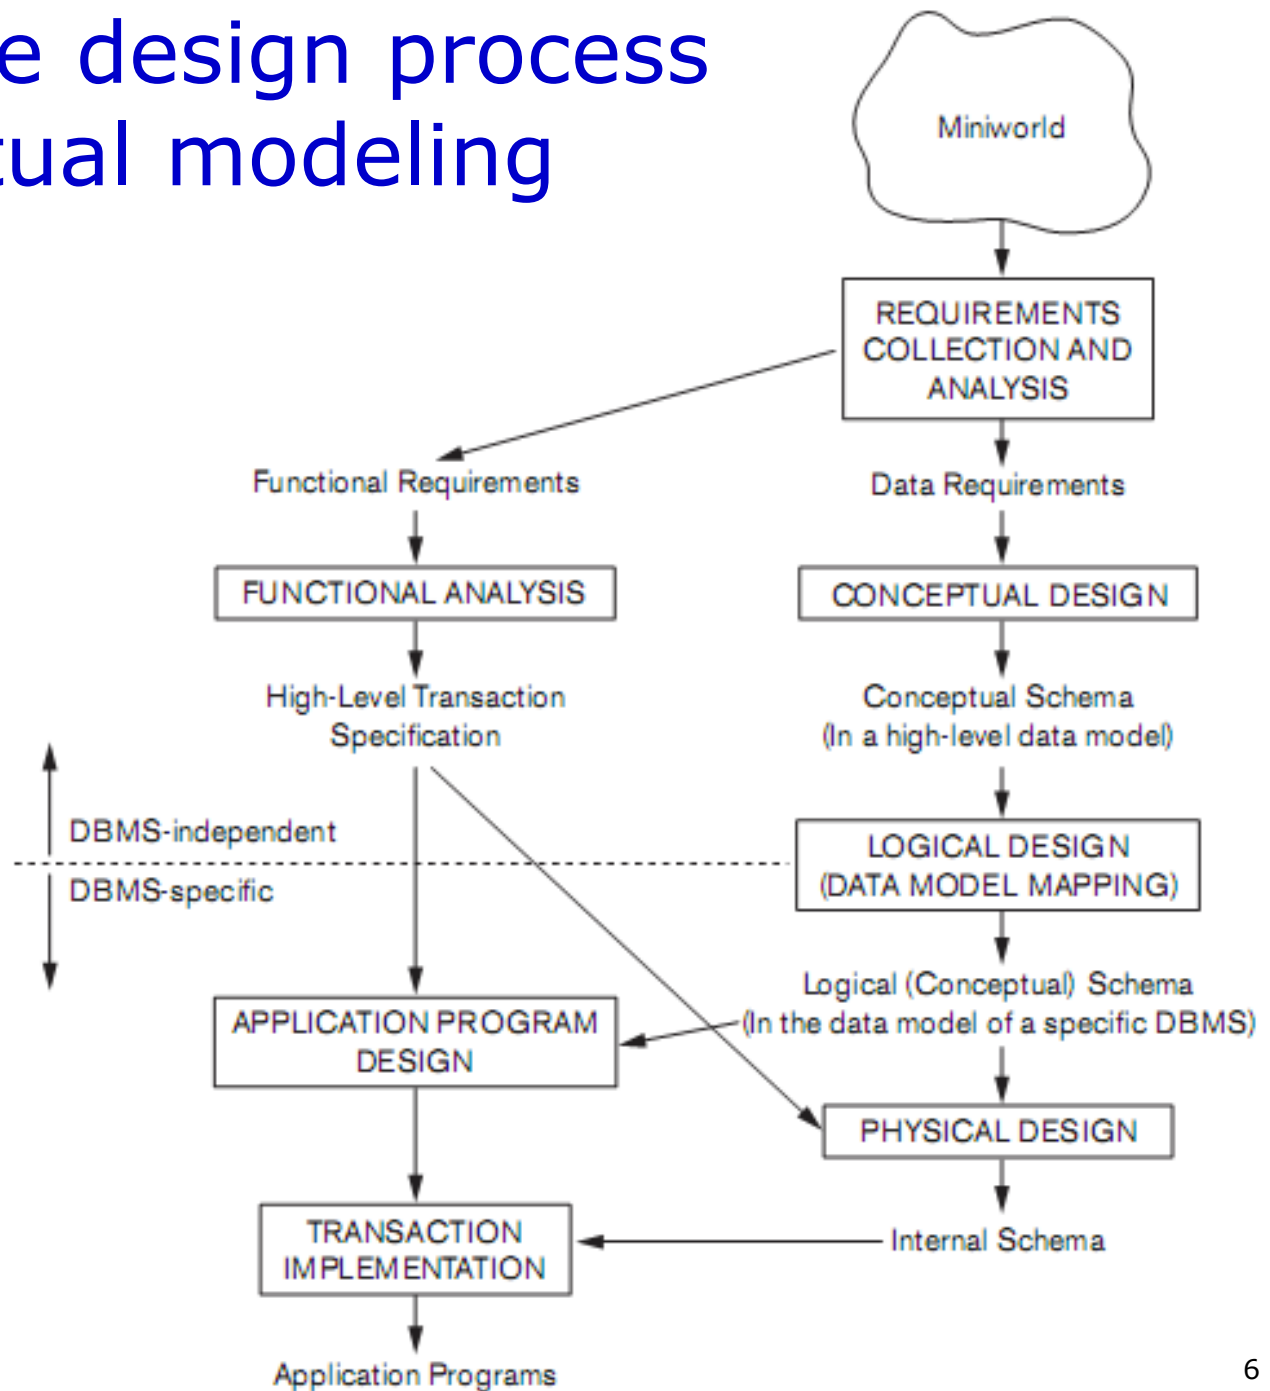 e design process
tual modeling
Miniworld
REQUIREMENTS
COLLECTION AND
ANALYSIS
Functional Requirements
Data Requirements
FUNCTIONAL ANALYSIS
CONCEPTUAL DESIGN
High-Level Transaction
Specification
Conceptual Schema
(In a high-level data model)
DBMS-independent
DBMS-specific
LOGICAL DESIGN
(DATA MODEL MAPPING)
Logical (Conceptual) Schema
(In the data model of a specific DBMS)
APPLICATION PROGRAM
DESIGN
PHYSICAL DESIGN
TRANSACTION
IMPLEMENTATION
Internal Schema
Application Programs
6